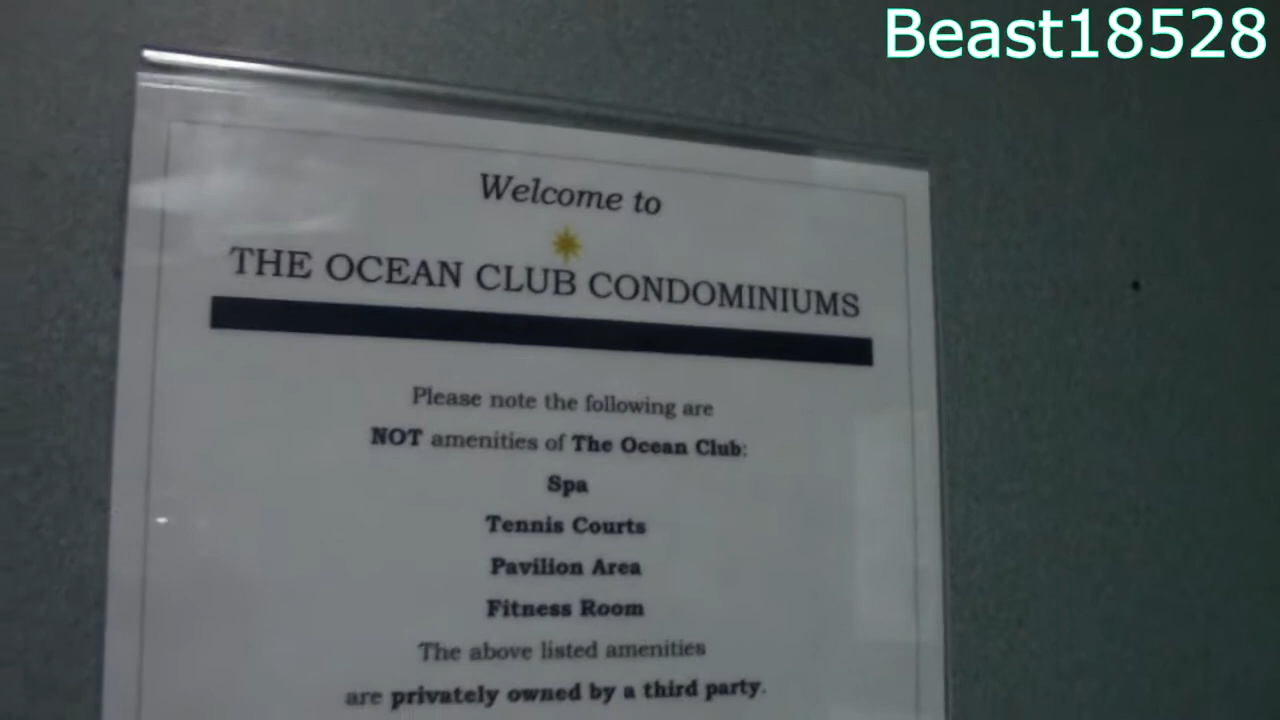 Beast18528
Welcome to
THE OCEAN CLUB CONDOMINIUMS
Please note the following are
NOT amenities of The Ocean Club:
Spa
Tennis Courts
Pavilion Area
Fitness Room
The above listed amenities
are privately owned by a third party.